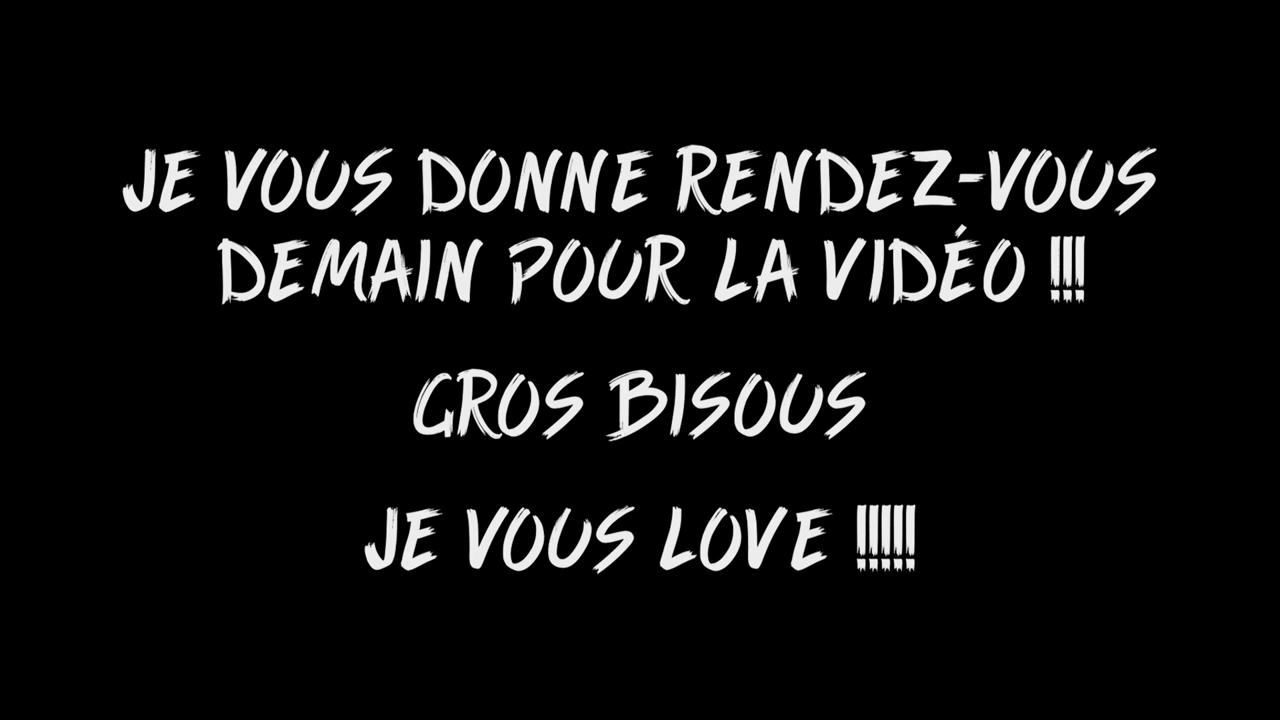 JE VOUS DONNE RENDEZ-VOUS
DEMAIN POUR LA VIDÉO !!!
GROS BISOUS
JE VOUS LOVE !!!!!!